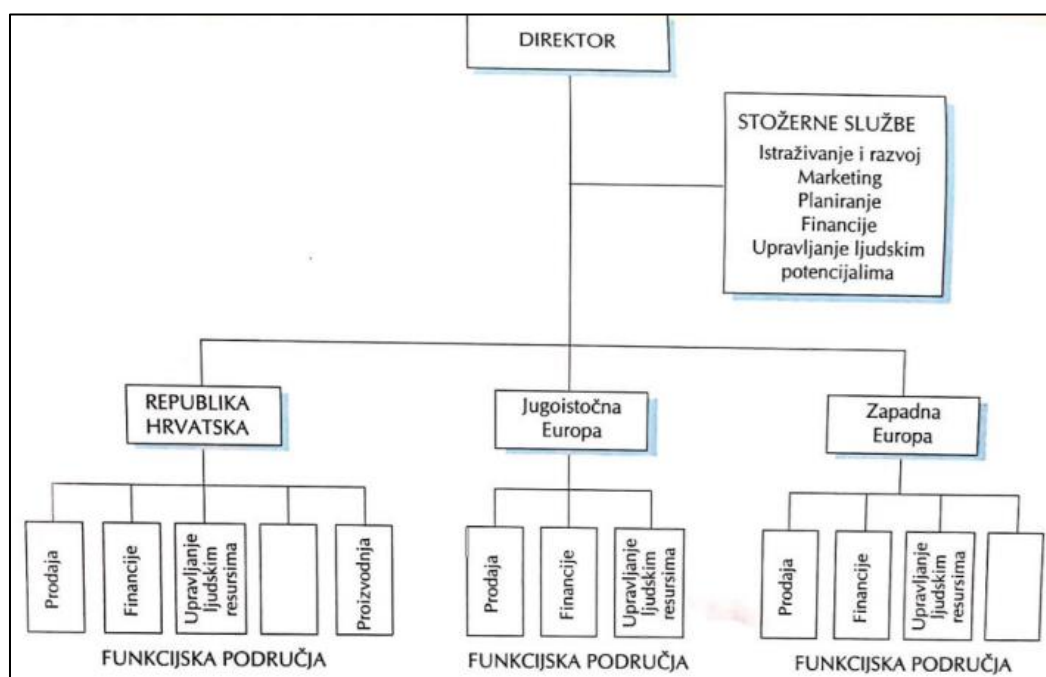 DIREKTOR
STOŽERNE SLUŽBE
Istraživanje i razvoj
Marketing
Planiranje
Financije
Upravljanje ljudskim
potencijalima
REPUBLIKA
HRVATSKA
Jugoistočna
Europa
Zapadna
Europa
Prodaja
Financije
Upravljanje
ljudskim
resursima
Proizvodnja
Prodaja
Financije
Upravljanje
ljudskim
resursima
Prodaja
Financije
Upravljanje
ljudskim
resursima
FUNKCIJSKA PODRUČJA
FUNKCIJSKA PODRUČJA
FUNKCIJSKA PODRUČJA